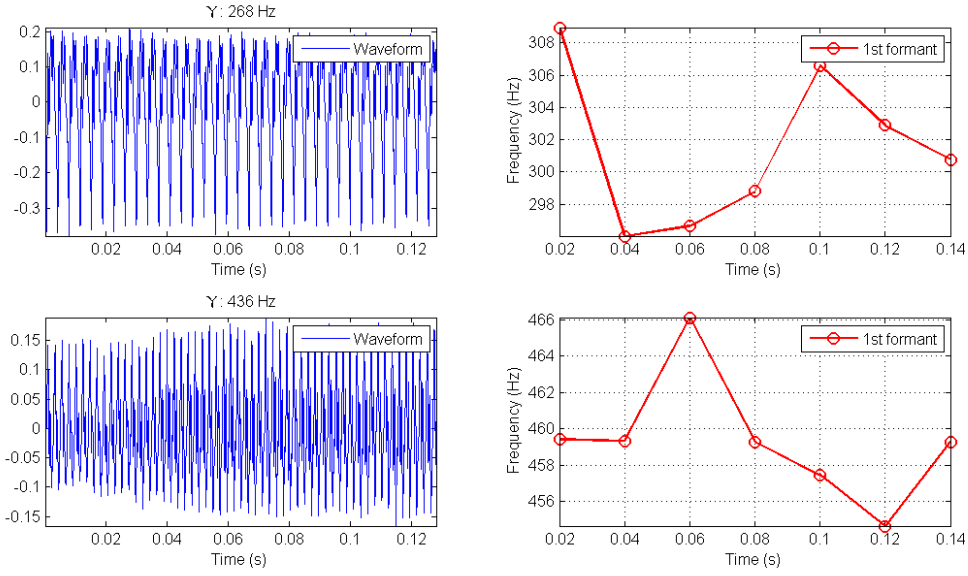 ϒ: 268 Hz
0.2
0.1
0
-0.1
-0.2
-0.3
Waveform
0.02 0.04 0.06 0.08 0.1 0.12
Time (s)
308
306
304
302
300
298
Frequency (Hz)
1st formant
0.02 0.04 0.06 0.08 0.1 0.12 0.14
Time (s)
ϒ: 436 Hz
0.15
0.1
0.05
0
-0.05
-0.1
-0.15
Waveform
0.02 0.04 0.06 0.08 0.1 0.12
Time (s)
466
464
462
460
458
456
Frequency (Hz)
1st formant
0.02 0.04 0.06 0.08 0.1 0.12 0.14
Time (s)